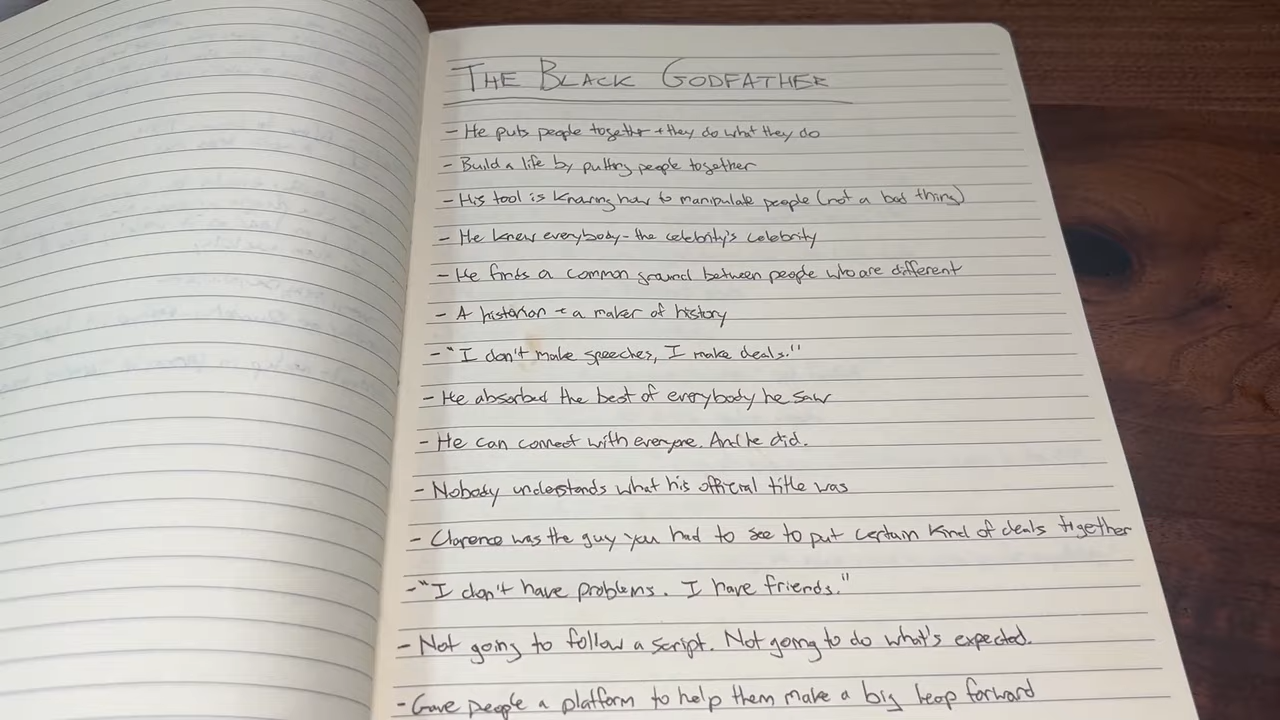 THE BLACK GODFATHER
- He puts people together + they do what they do
- Build a life by putting people together
- His tool is knowing how to manipulate people (not a bad thing)
- He knew everybody - the celebrity's celebrity
- He finds a common ground between people who are different
- A historian + a maker of history
- "I don't make speeches, I make deals."
- He absorbed the best of everybody he saw
- He can connect with everyone. And he did.
- Nobody understands what his official title was
- Clarence was the guy you had to see to put certain kind of deals together
- "I don't have problems. I have friends."
- Not going to follow a script. Not going to do what's expected.
- Gave people a platform to help them make a big leap forward